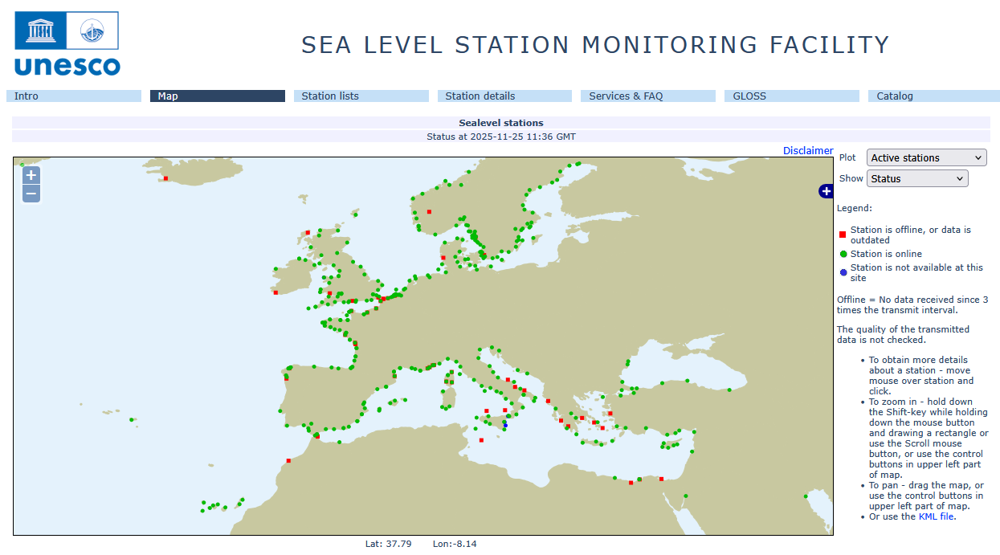 unesco
SEA LEVEL STATION MONITORING FACILITY
Intro
Map
Station lists
Station details
Services & FAQ
GLOSS
Catalog
Sealevel stations
Status at 2025-11-25 11:36 GMT
Disclaimer
+
−
+
Plot Active stations
Show Status
Legend:
Station is offline, or data is
outdated
Station is online
Station is not available at this
site
Offline = No data received since 3
times the transmit interval.
The quality of the transmitted
data is not checked.
• To obtain more details
about a station - move
mouse over station and
click.
• To zoom in - hold down
the Shift-key while holding
down the mouse button
and drawing a rectangle or
use the Scroll mouse
button, or use the control
buttons in upper left part
of map.
• To pan - drag the map, or
use the control buttons in
upper left part of map.
• Or use the KML file.
Lat: 37.79 Lon:-8.14